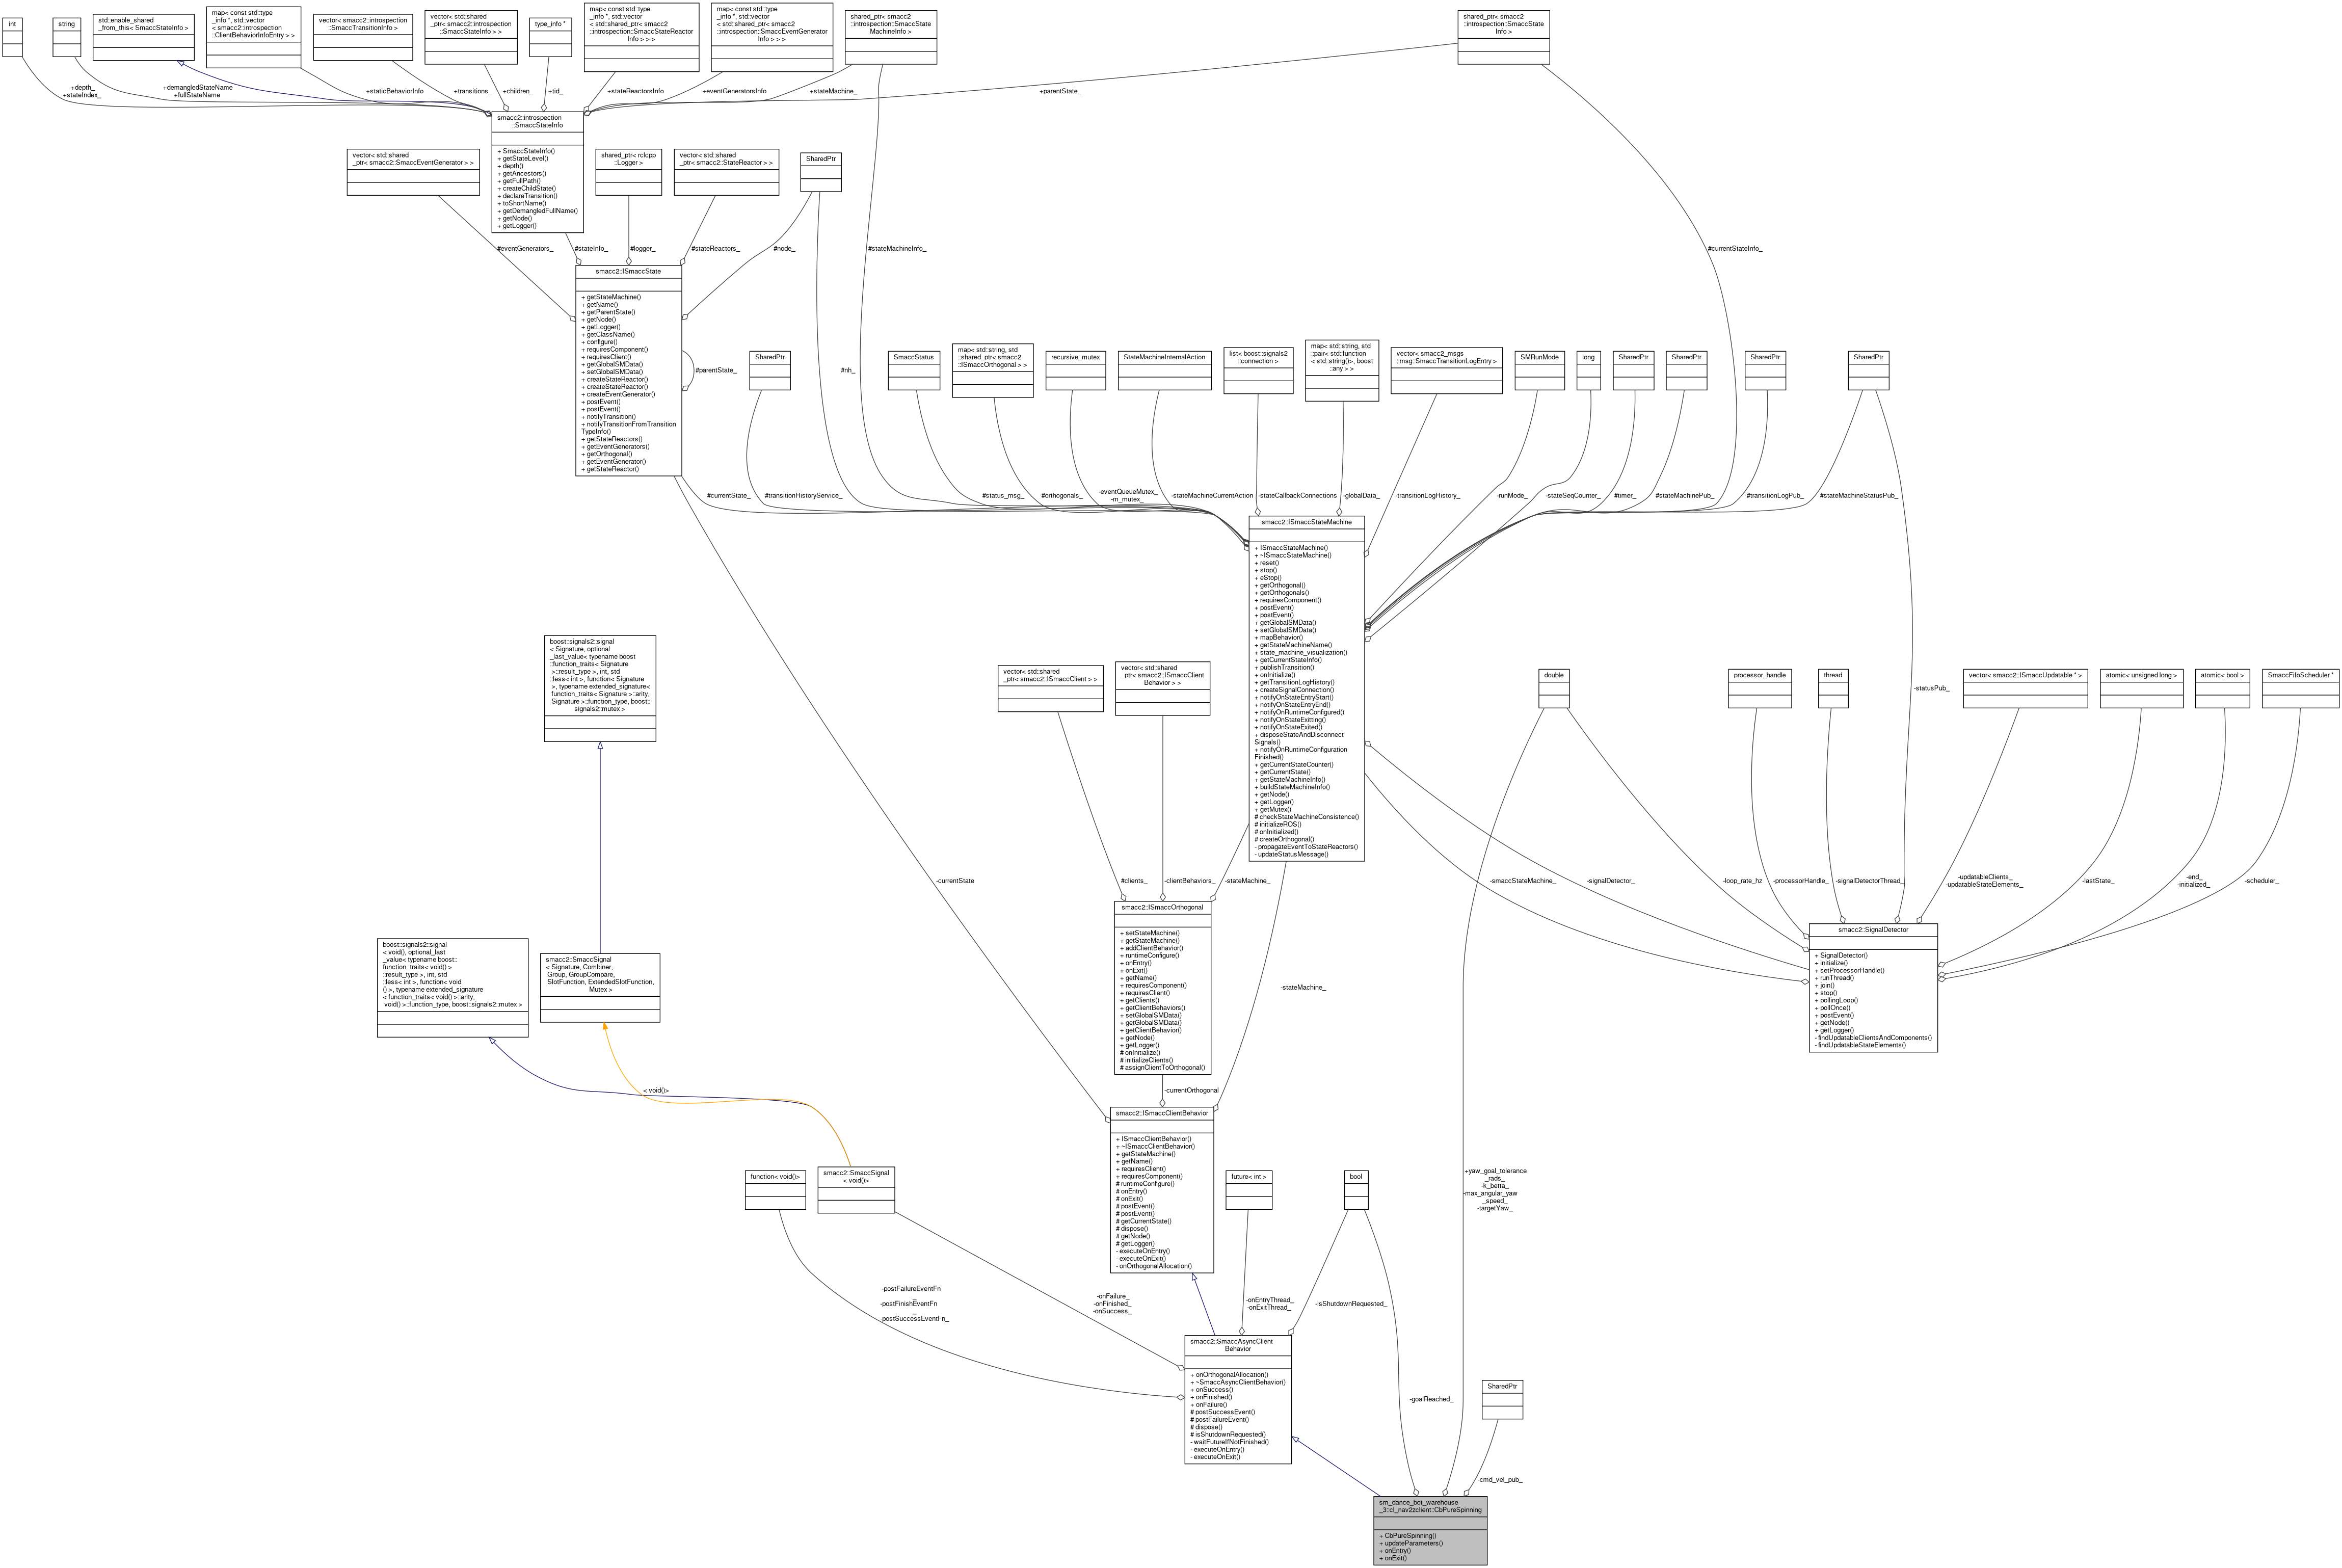 int
string
std::enable_shared
_from_this< SmaccStateInfo >
map< const std::type
_info *, std::vector
< smacc2::introspection
::ClientBehaviorInfoEntry > >
vector< smacc2::introspection
::SmaccTransitionInfo >
vector< std::shared
_ptr< smacc2::introspection
::SmaccStateInfo > >
type_info *
map< const std::type
_info *, std::vector
< std::shared_ptr< smacc2
::introspection::SmaccStateReactor
Info > > >
map< const std::type
_info *, std::vector
< std::shared_ptr< smacc2
::introspection::SmaccEventGenerator
Info > > >
shared_ptr< smacc2
::introspection::SmaccState
MachineInfo >
shared_ptr< smacc2
::introspection::SmaccState
Info >
+depth_
+stateIndex_
+demangledStateName
+fullStateName
+staticBehaviorInfo
+transitions_
+children_
+tid_
+stateReactorsInfo
+eventGeneratorsInfo
+stateMachine_
+parentState_
smacc2::introspection
::SmaccStateInfo
+ SmaccStateInfo()
+ getStateLevel()
+ depth()
+ getAncestors()
+ getFullPath()
+ createChildState()
+ declareTransition()
+ toShortName()
+ getDemangledFullName()
+ getNode()
+ getLogger()
vector< std::shared
_ptr< smacc2::SmaccEventGenerator > >
shared_ptr< rclcpp
::Logger >
vector< std::shared
_ptr< smacc2::StateReactor > >
SharedPtr
#eventGenerators_
#stateInfo_
#logger_
#stateReactors_
#node_
#stateMachineInfo_
#currentStateInfo_
smacc2::ISmaccState
+ getStateMachine()
+ getName()
+ getParentState()
+ getNode()
+ getLogger()
+ getClassName()
+ configure()
+ requiresComponent()
+ requiresClient()
+ getGlobalSMData()
+ setGlobalSMData()
+ createStateReactor()
+ createStateReactor()
+ createEventGenerator()
+ postEvent()
+ postEvent()
+ notifyTransition()
+ notifyTransitionFromTransition
TypeInfo()
+ getStateReactors()
+ getEventGenerators()
+ getOrthogonal()
+ getEventGenerator()
+ getStateReactor()
#parentState_
SharedPtr
#nh_
SmaccStatus
map< std::string, std
::shared_ptr< smacc2
::ISmaccOrthogonal > >
recursive_mutex
StateMachineInternalAction
list< boost::signals2
::connection >
map< std::string, std
::pair< std::function
< std::string()>, boost
::any > >
vector< smacc2_msgs
::msg::SmaccTransitionLogEntry >
SMRunMode
long
SharedPtr
SharedPtr
SharedPtr
SharedPtr
#currentState_
#transitionHistoryService_
#status_msg_
#orthogonals_
-eventQueueMutex_
-m_mutex_
-stateMachineCurrentAction
-stateCallbackConnections
-globalData_
-transitionLogHistory_
-runMode_
-stateSeqCounter_
#timer_
#stateMachinePub_
#transitionLogPub_
#stateMachineStatusPub_
smacc2::ISmaccStateMachine
+ ISmaccStateMachine()
+ ~ISmaccStateMachine()
+ reset()
+ stop()
+ eStop()
+ getOrthogonal()
+ getOrthogonals()
+ requiresComponent()
+ postEvent()
+ postEvent()
+ getGlobalSMData()
+ setGlobalSMData()
+ mapBehavior()
+ getStateMachineName()
+ state_machine_visualization()
+ getCurrentStateInfo()
+ publishTransition()
+ onInitialize()
+ getTransitionLogHistory()
+ createSignalConnection()
+ notifyOnStateEntryStart()
+ notifyOnStateEntryEnd()
+ notifyOnRuntimeConfigured()
+ notifyOnStateExitting()
+ notifyOnStateExited()
+ disposeStateAndDisconnect
Signals()
+ notifyOnRuntimeConfiguration
Finished()
+ getCurrentStateCounter()
+ getCurrentState()
+ getStateMachineInfo()
+ buildStateMachineInfo()
+ getNode()
+ getLogger()
+ getMutex()
# checkStateMachineConsistence()
# initializeROS()
# onInitialized()
# createOrthogonal()
- propagateEventToStateReactors()
- updateStatusMessage()
boost::signals2::signal
< Signature, optional
_last_value< typename boost
::function_traits< Signature
>::result_type >, int, std
::less< int >, function< Signature
>, typename extended_signature<
function_traits< Signature >::arity,
Signature >::function_type, boost::
signals2::mutex >
vector< std::shared
_ptr< smacc2::ISmaccClient > >
vector< std::shared
_ptr< smacc2::ISmaccClient
Behavior > >
double
processor_handle
thread
vector< smacc2::ISmaccUpdatable * >
atomic< unsigned long >
atomic< bool >
SmaccFifoScheduler *
-statusPub_
-currentState
#clients_
-clientBehaviors_
-stateMachine_
-smaccStateMachine_
-signalDetector_
-loop_rate_hz
-processorHandle_
-signalDetectorThread_
-updatableClients_
-updatableStateElements_
-lastState_
-end_
-initialized_
-scheduler_
smacc2::ISmaccOrthogonal
+ setStateMachine()
+ getStateMachine()
+ addClientBehavior()
+ runtimeConfigure()
+ onEntry()
+ onExit()
+ getName()
+ requiresComponent()
+ requiresClient()
+ getClients()
+ getClientBehaviors()
+ setGlobalSMData()
+ getGlobalSMData()
+ getClientBehavior()
+ getNode()
+ getLogger()
# onInitialize()
# initializeClients()
# assignClientToOrthogonal()
smacc2::SignalDetector
+ SignalDetector()
+ initialize()
+ setProcessorHandle()
+ runThread()
+ join()
+ stop()
+ pollingLoop()
+ pollOnce()
+ postEvent()
+ getNode()
+ getLogger()
- findUpdatableClientsAndComponents()
- findUpdatableStateElements()
boost::signals2::signal
< void(), optional_last
_value< typename boost::
function_traits< void() >
::result_type >, int, std
::less< int >, function< void
() >, typename extended_signature
< function_traits< void() >::arity,
void() >::function_type, boost::signals2::mutex >
smacc2::SmaccSignal
< Signature, Combiner,
Group, GroupCompare,
SlotFunction, ExtendedSlotFunction,
Mutex >
-stateMachine_
< void()>
-currentOrthogonal
smacc2::ISmaccClientBehavior
+ ISmaccClientBehavior()
+ ~ISmaccClientBehavior()
+ getStateMachine()
+ getName()
+ requiresClient()
+ requiresComponent()
# runtimeConfigure()
# onEntry()
# onExit()
# postEvent()
# postEvent()
# getCurrentState()
# dispose()
# getNode()
# getLogger()
- executeOnEntry()
- executeOnExit()
- onOrthogonalAllocation()
function< void()>
smacc2::SmaccSignal
< void()>
future< int >
bool
+yaw_goal_tolerance
_rads_
-k_betta_
-max_angular_yaw
_speed_
-targetYaw_
-postFailureEventFn
_
-postFinishEventFn
_
-postSuccessEventFn_
-onFailure_
-onFinished_
-onSuccess_
-onEntryThread_
-onExitThread_
-isShutdownRequested_
smacc2::SmaccAsyncClient
Behavior
+ onOrthogonalAllocation()
+ ~SmaccAsyncClientBehavior()
+ onSuccess()
+ onFinished()
+ onFailure()
# postSuccessEvent()
# postFailureEvent()
# dispose()
# isShutdownRequested()
- waitFutureIfNotFinished()
- executeOnEntry()
- executeOnExit()
-goalReached_
SharedPtr
-cmd_vel_pub_
sm_dance_bot_warehouse
_3::cl_nav2zclient::CbPureSpinning
+ CbPureSpinning()
+ updateParameters()
+ onEntry()
+ onExit()